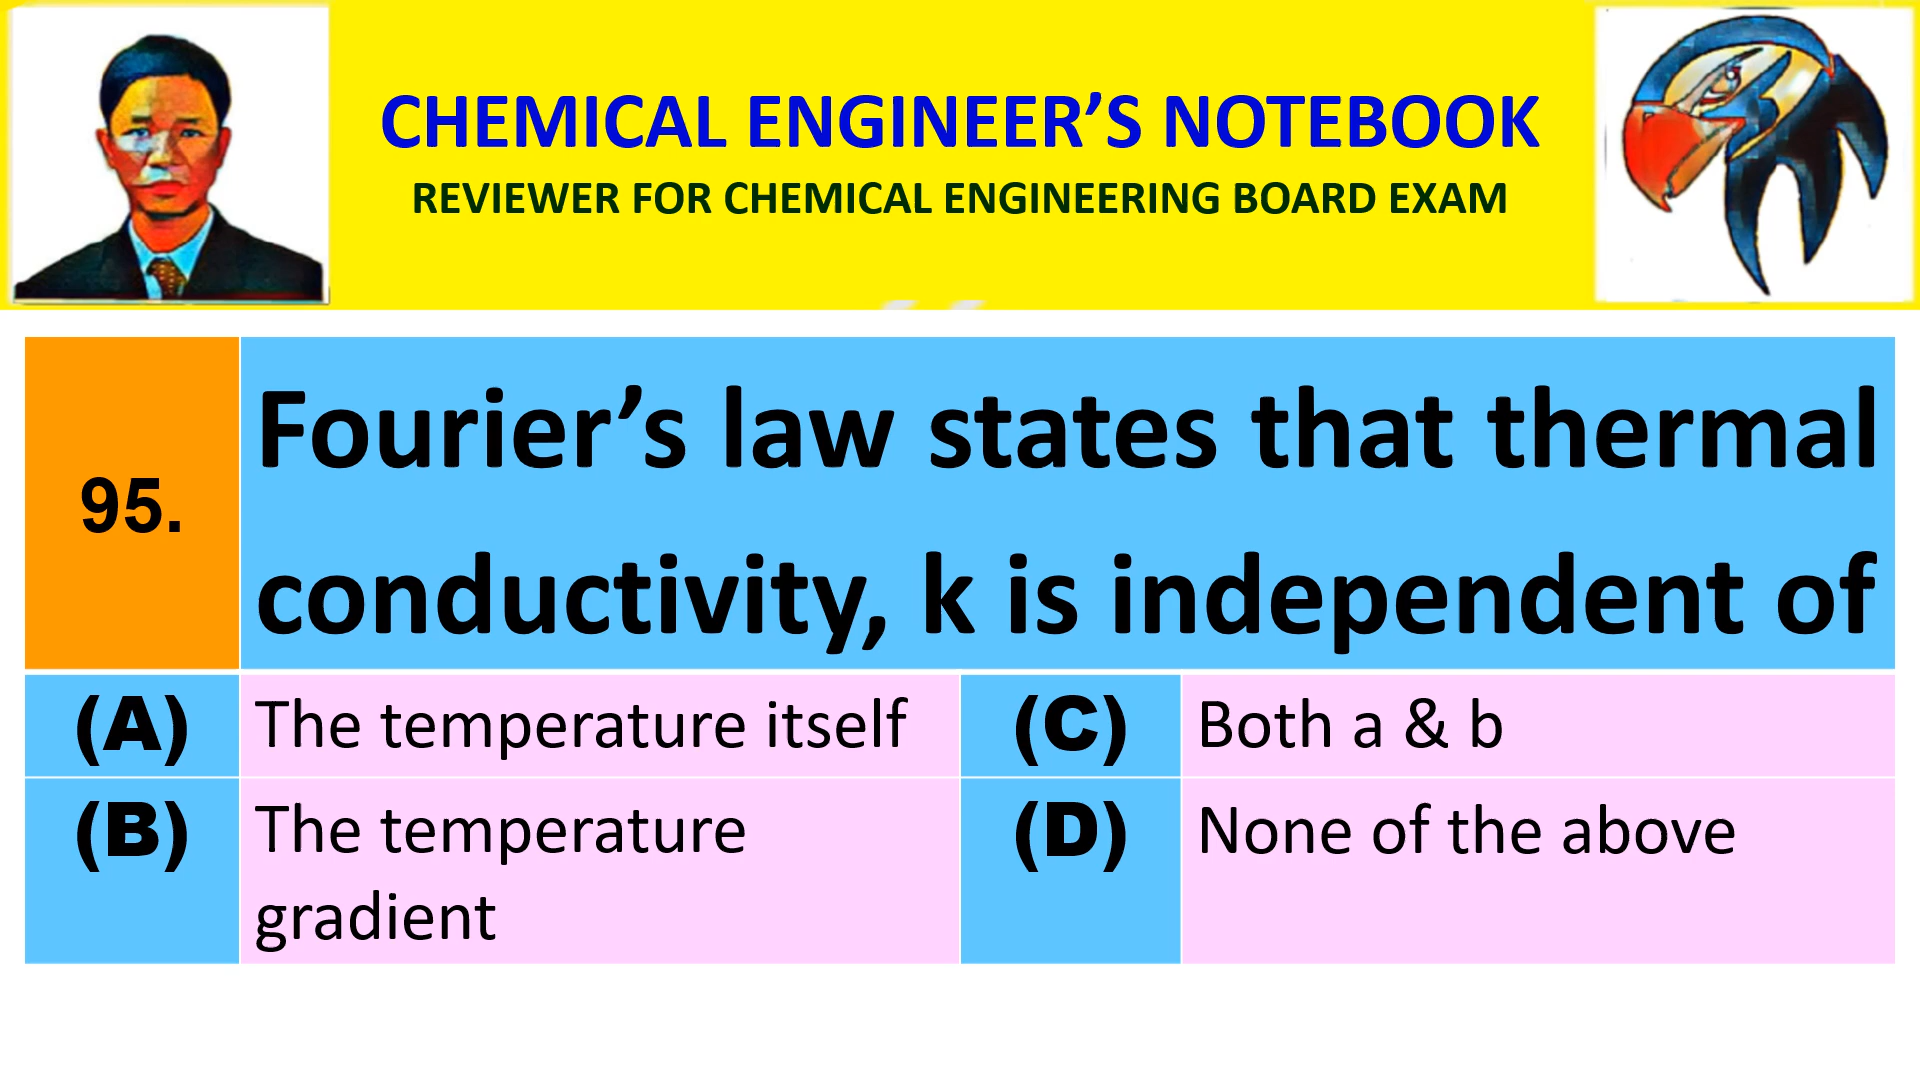 CHEMICAL ENGINEER’S NOTEBOOK
REVIEWER FOR CHEMICAL ENGINEERING BOARD EXAM
95.
Fourier’s law states that thermal
conductivity, k is independent of
(A) The temperature itself
(C) Both a & b
(B) The temperature
gradient
(D) None of the above